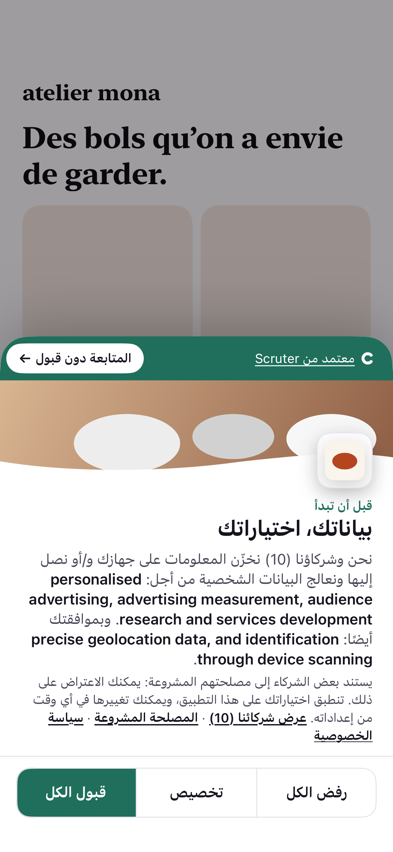 atelier mona
Des bols qu’on a envie
de garder.
معتمد من Scruter
المتابعة دون قبول ←
قبل أن تبدأ
بياناتك، اختياراتك
نحن وشركاؤنا (10) نخزّن المعلومات على جهازك و/أو نصل
إليها ونعالج البيانات الشخصية من أجل: personalised
advertising, advertising measurement, audience
research and services development. وبموافقتك
أيضًا: precise geolocation data, and identification
through device scanning.
يستند بعض الشركاء إلى مصلحتهم المشروعة: يمكنك الاعتراض على
ذلك. تنطبق اختياراتك على هذا التطبيق، ويمكنك تغييرها في أي وقت
من إعداداته. عرض شركائنا (10) · المصلحة المشروعة · سياسة
الخصوصية
رفض الكل
تخصيص
قبول الكل